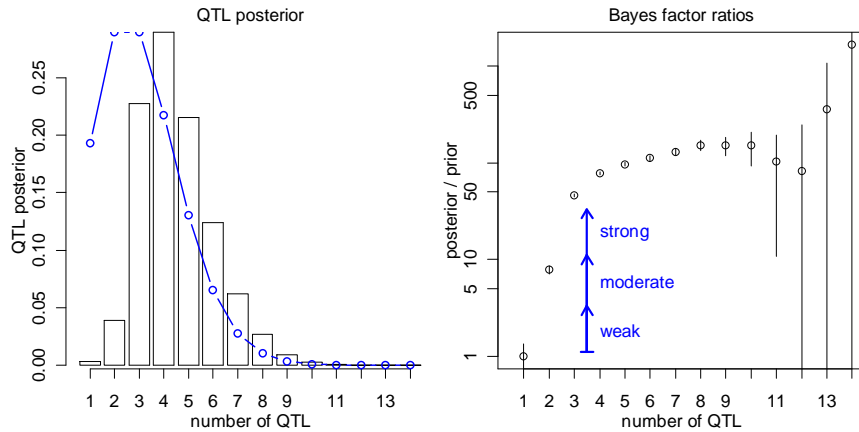 QTL posterior
QTL posterior
0.00 0.05 0.10 0.15 0.20 0.25
1 2 3 4 5 6 7 8 9 11 13
number of QTL
Bayes factor ratios
posterior / prior
1 5 10 50 500
strong
moderate
weak
1 2 3 4 5 6 7 8 9 11 13
number of QTL